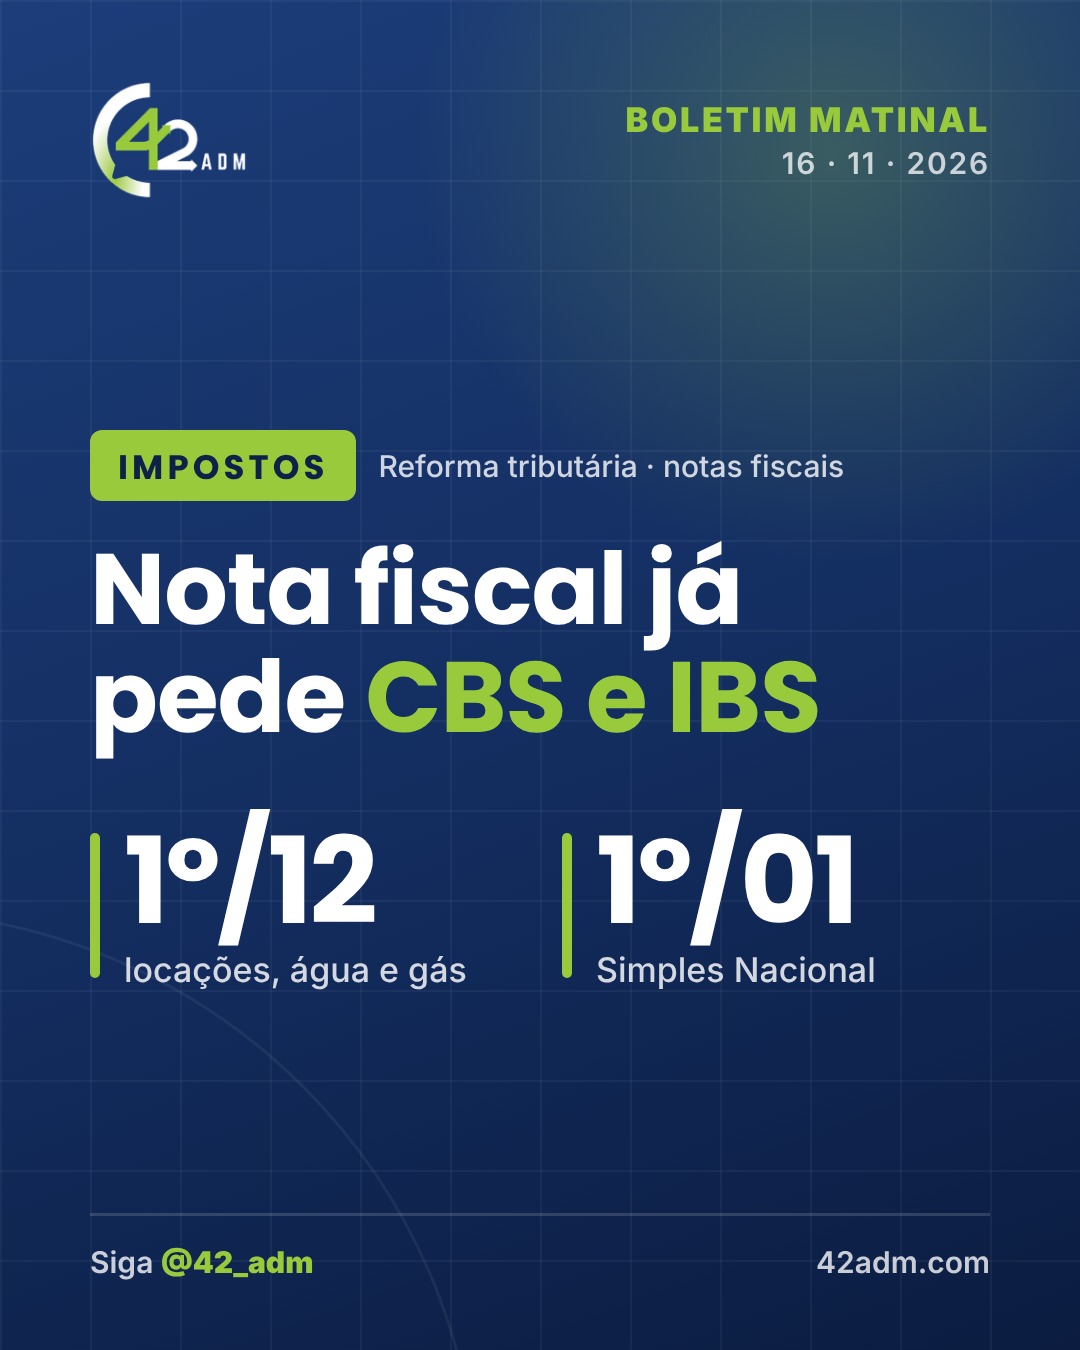 42 ADM
BOLETIM MATINAL
16 · 11 · 2026
IMPOSTOS
Reforma tributária · notas fiscais
Nota fiscal já
pede CBS e IBS
1º/12
locações, água e gás
1º/01
Simples Nacional
Siga @42_adm
42adm.com